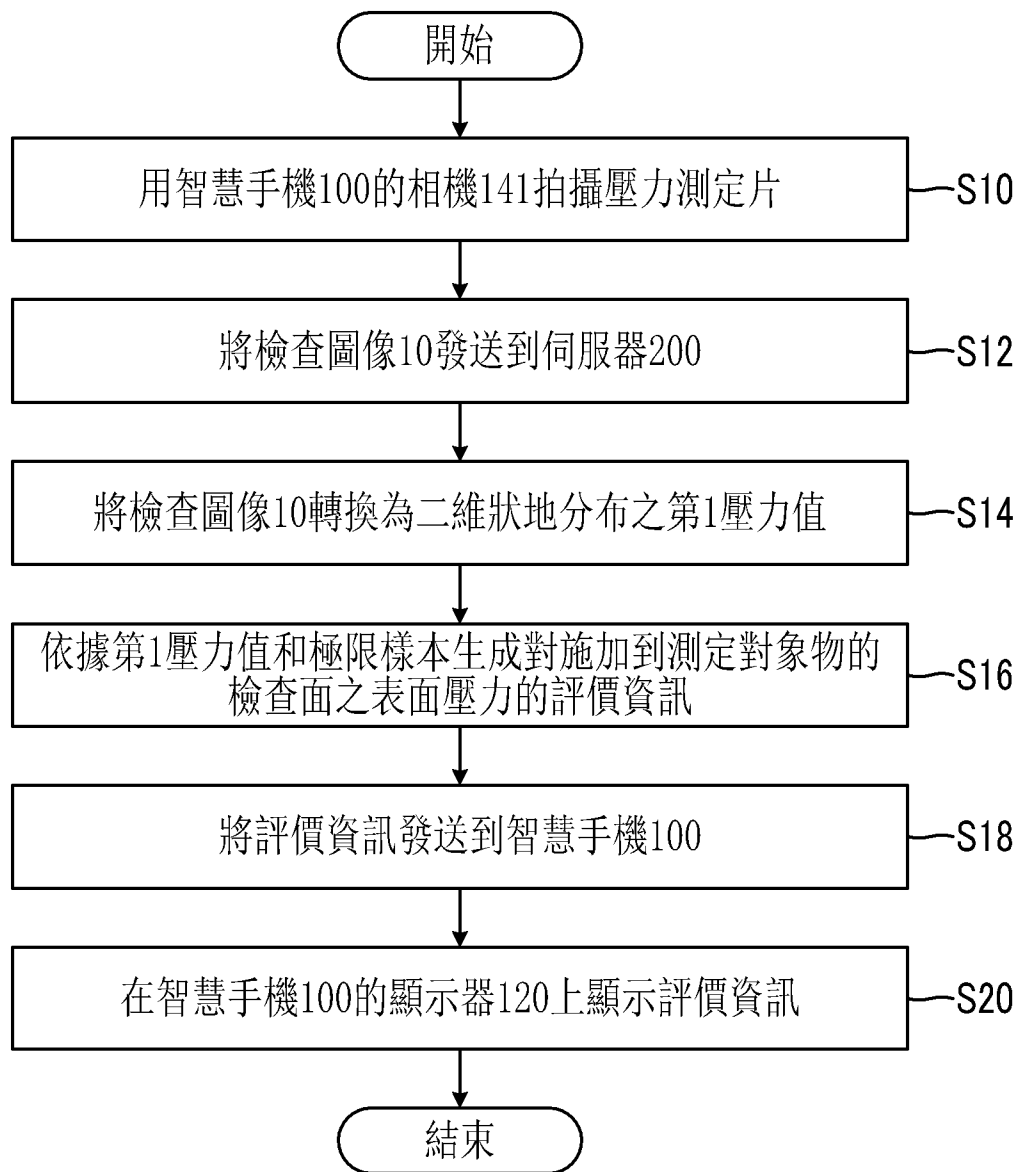 開始
用智慧手機100的相機141拍攝壓力測定片
S10
將檢查圖像10發送到伺服器200
S12
將檢查圖像10轉換為二維狀地分布之第1壓力值
S14
依據第1壓力值和極限樣本生成對施加到測定對象物的
檢查面之表面壓力的評價資訊
S16
將評價資訊發送到智慧手機100
S18
在智慧手機100的顯示器120上顯示評價資訊
S20
結束